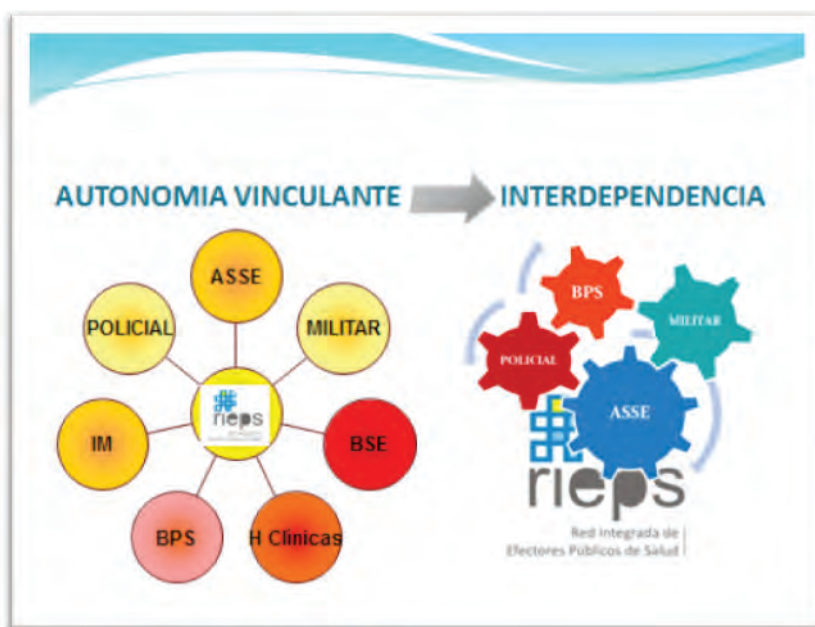 AUTONOMIA VINCULANTE
INTERDEPENDENCIA
ASSE
POLICIAL
MILITAR
rieps
IM
BSE
BPS
H Clinicas
BPS
MILITAR
POLICIAL
ASSE
rieps
Red Integrada de
Efectores Públicos de Salud